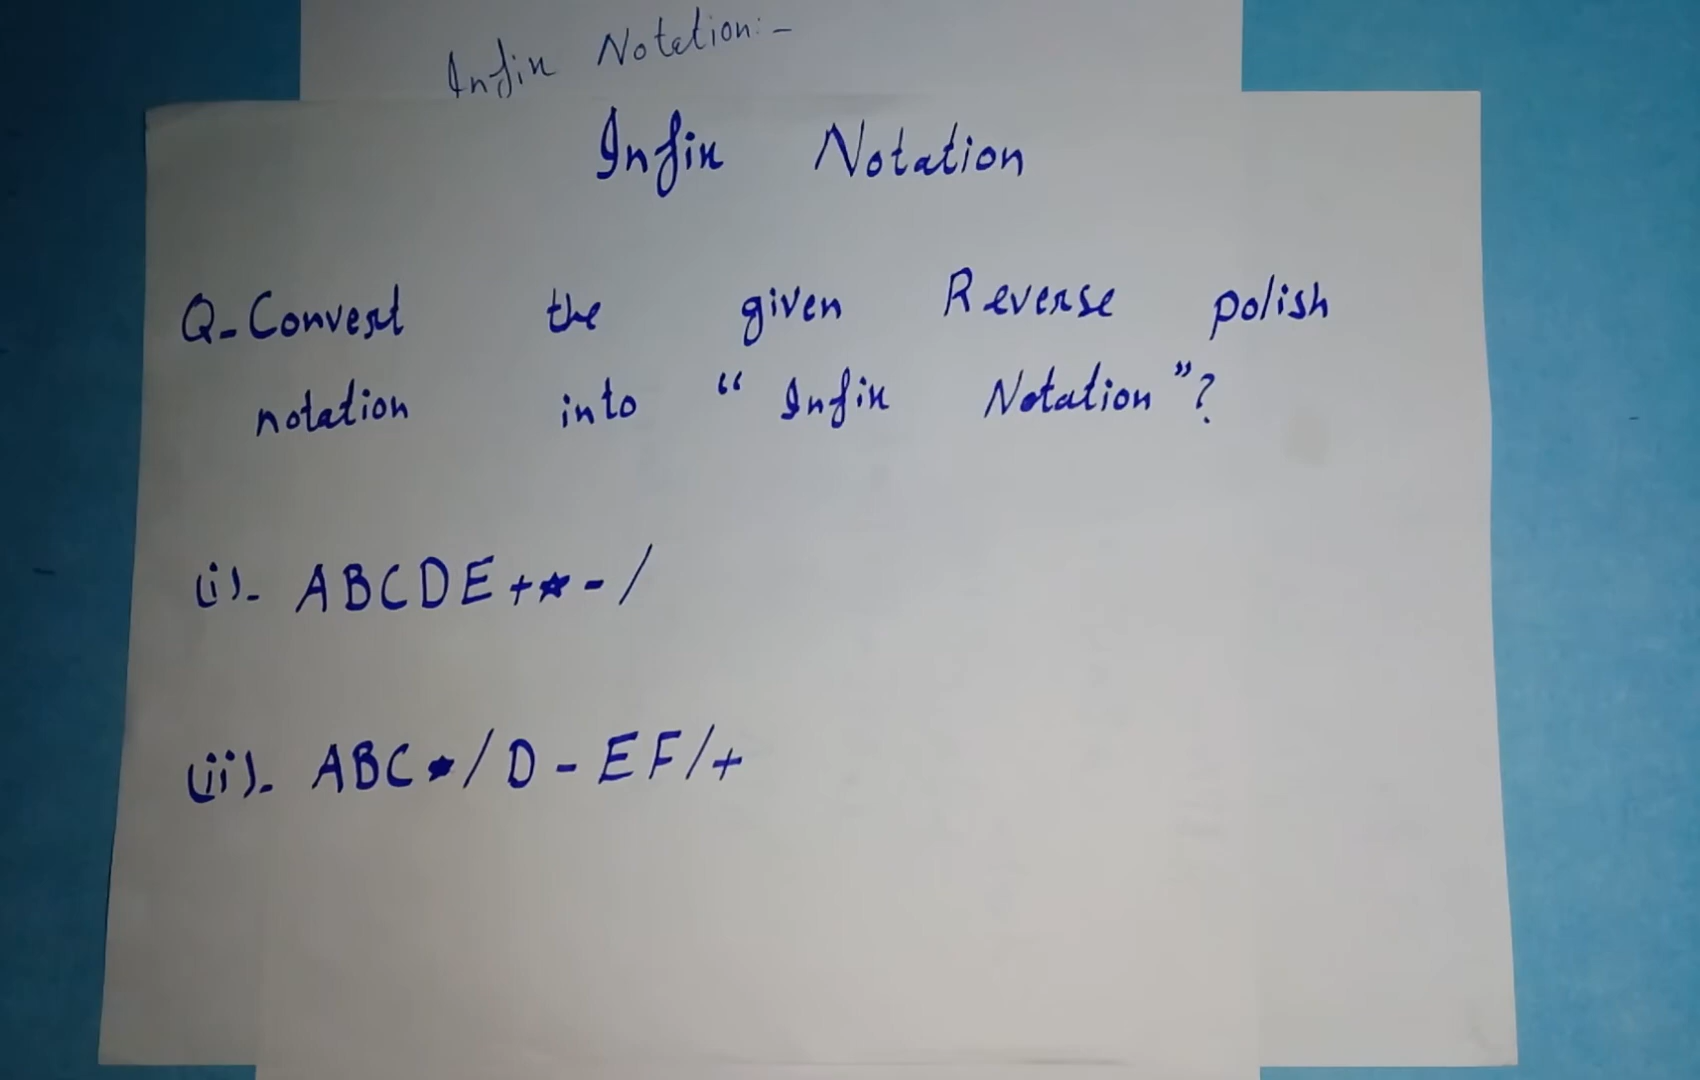 Infix Notation:-
Infix Notation
Q-Convert the given Reverse polish
notation into “Infix Notation”?
(i)- ABCDE+*-/
(ii)- ABC*/D-EF/+